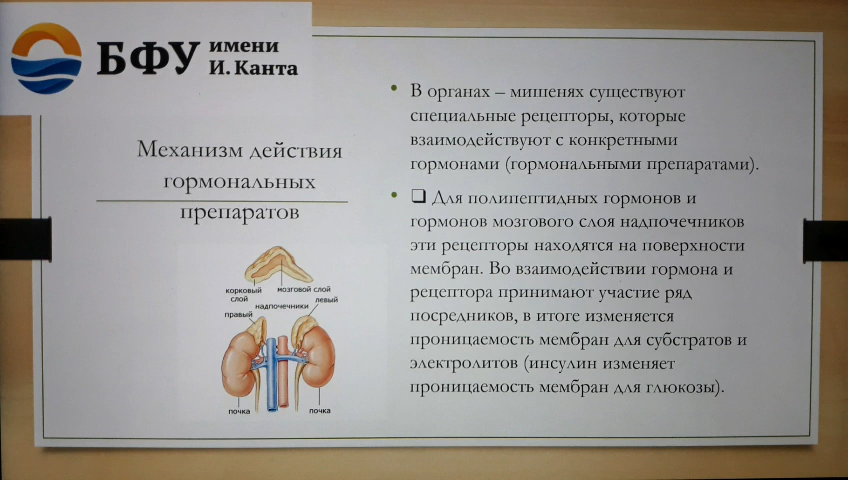 БФУ имени
И. Канта
Механизм действия
гормональных
препаратов
корковый
слой
мозговой слой
надпочечники
правый
левый
почка
почка
• В органах – мишенях существуют
специальные рецепторы, которые
взаимодействуют с конкретными
гормонами (гормональными препаратами).
• ❑ Для полипептидных гормонов и
гормонов мозгового слоя надпочечников
эти рецепторы находятся на поверхности
мембран. Во взаимодействии гормона и
рецептора принимают участие ряд
посредников, в итоге изменяется
проницаемость мембран для субстратов и
электролитов (инсулин изменяет
проницаемость мембран для глюкозы).